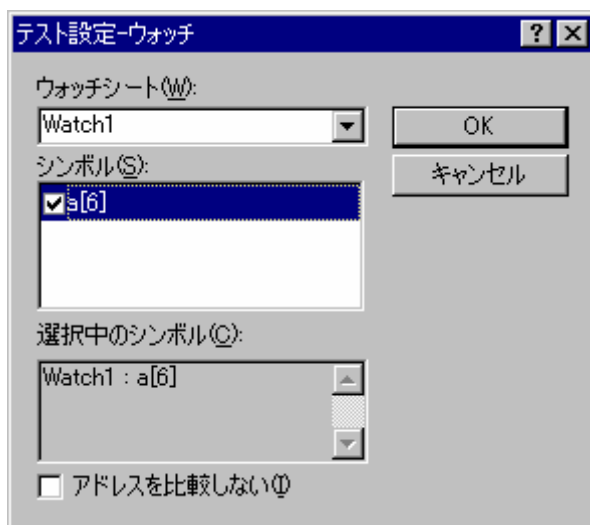 テスト設定-ウォッチ
ウォッチシート(W):
Watch1
OK
シンボル(S):
キャンセル
a[6]
選択中のシンボル(C):
Watch1 : a[6]
アドレスを比較しない(I)